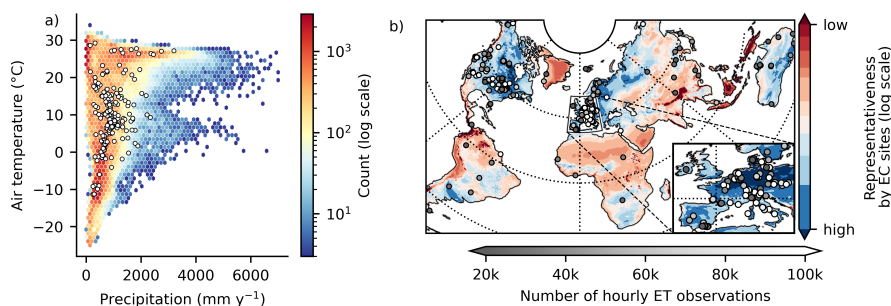 a)
30
20
10
0
−10
−20
Air temperature (°C)
0 2000 4000 6000
Precipitation (mm y⁻¹)
10³
10²
10¹
Count (log scale)
b)
low
high
Representativeness
by EC sites (log scale)
20k 40k 60k 80k 100k
Number of hourly ET observations